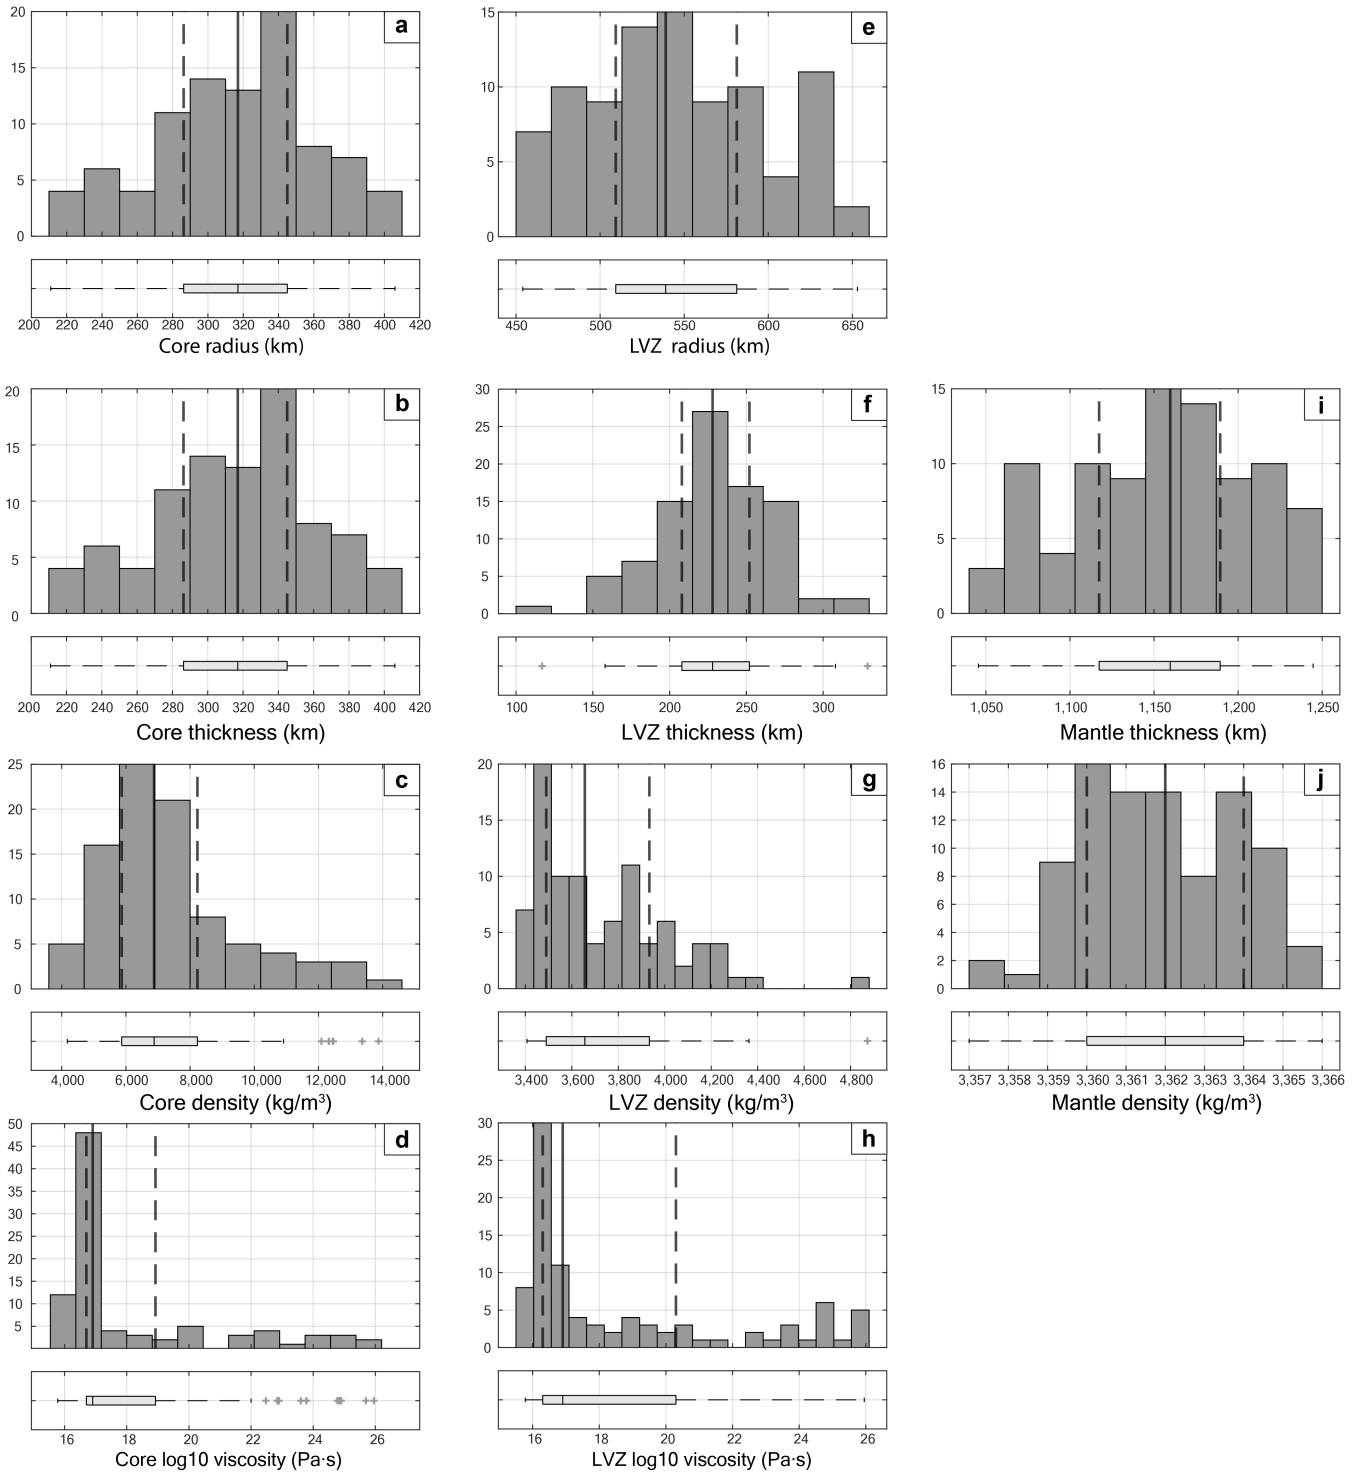 a
20
15
10
5
0
200 220 240 260 280 300 320 340 360 380 400 420
Core radius (km)
e
15
10
5
0
450 500 550 600 650
LVZ radius (km)
b
20
15
10
5
0
200 220 240 260 280 300 320 340 360 380 400 420
Core thickness (km)
f
30
25
20
15
10
5
0
100 150 200 250 300
LVZ thickness (km)
i
15
10
5
0
1,050 1,100 1,150 1,200 1,250
Mantle thickness (km)
c
25
20
15
10
5
0
4,000 6,000 8,000 10,000 12,000 14,000
Core density (kg/m³)
g
20
15
10
5
0
3,400 3,600 3,800 4,000 4,200 4,400 4,600 4,800
LVZ density (kg/m³)
j
16
14
12
10
8
6
4
2
0
3,357 3,358 3,359 3,360 3,361 3,362 3,363 3,364 3,365 3,366
Mantle density (kg/m³)
d
50
45
40
35
30
25
20
15
10
5
16 18 20 22 24 26
Core log10 viscosity (Pa·s)
h
30
25
20
15
10
5
0
16 18 20 22 24 26
LVZ log10 viscosity (Pa·s)